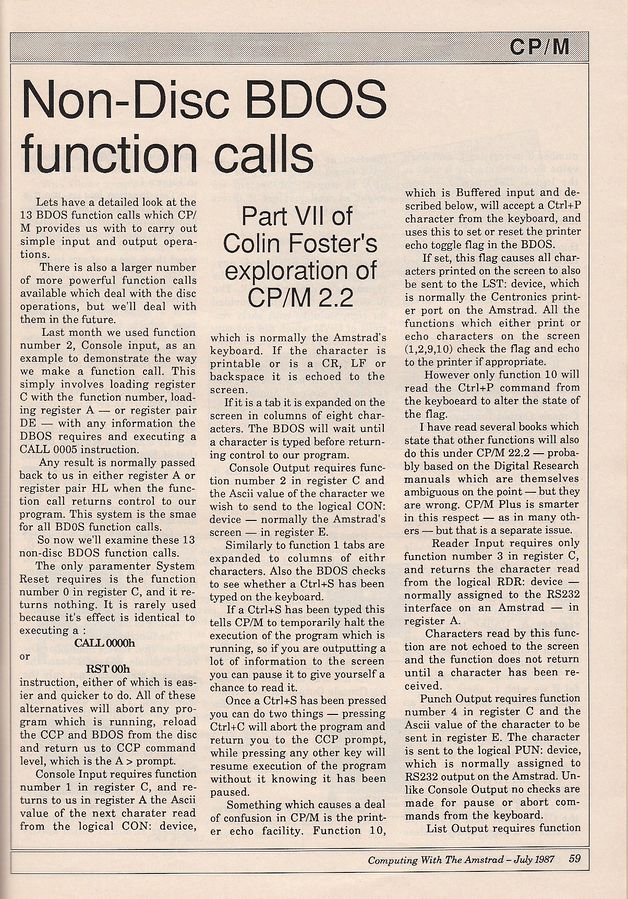 CP/M
Non-Disc BDOS
function calls
Lets have a detailed look at the
13 BDOS function calls which CP/
M provides us with to carry out
simple input and output opera-
tions.
There is also a larger number
of more powerful function calls
available which deal with the disc
operations, but we'll deal with
them in the future.
Last month we used function
number 2, Console input, as an
example to demonstrate the way
we make a function call. This
simply involves loading register
C with the function number, load-
ing register A — or register pair
DE — with any information the
DBOS requires and executing a
CALL 0005 instruction.
Any result is normally passed
back to us in either register A or
register pair HL when the func-
tion call returns control to our
program. This system is the smae
for all BD0S function calls.
So now we'll examine these 13
non-disc BDOS function calls.
The only paramenter System
Reset requires is the function
number 0 in register C, and it re-
turns nothing. It is rarely used
because it's effect is identical to
executing a :
CALL 0000h
or
RST 00h
instruction, either of which is eas-
ier and quicker to do. All of these
alternatives will abort any pro-
gram which is running, reload
the CCP and BDOS from the disc
and return us to CCP command
level, which is the A > prompt.
Console Input requires function
number 1 in register C, and re-
turns to us in register A the Ascii
value of the next charater read
from the logical CON: device,
Part VII of
Colin Foster's
exploration of
CP/M 2.2
which is normally the Amstrad's
keyboard. If the character is
printable or is a CR, LF or
backspace it is echoed to the
screen.
If it is a tab it is expanded on the
screen in columns of eight char-
acters. The BDOS will wait until
a character is typed before return-
ing control to our program.
Console Output requires func-
tion number 2 in register C and
the Ascii value of the character we
wish to send to the logical CON:
device — normally the Amstrad's
screen — in register E.
Similarly to function 1 tabs are
expanded to columns of eithr
characters. Also the BDOS checks
to see whether a Ctrl+S has been
typed on the keyboard.
If a Ctrl+S has been typed this
tells CP/M to temporarily halt the
execution of the program which is
running, so if you are outputing a
lot of information to the screen
you can pause it to give yourself a
chance to read it.
Once a Ctrl+S has been pressed
you can do two things — pressing
Ctrl+C will abort the program and
return you to the CCP prompt,
while pressing any other key will
resume execution of the program
without it knowing it has been
paused.
Something which causes a deal
of confusion in CP/M is the print-
er echo facility. Function 10,
which is Buffered input and de-
scribed below, will accept a Ctrl+P
character from the keyboard, and
uses this to set or reset the printer
echo toggle flag in the BDOS.
If set, this flag causes all char-
acters printed on the screen to also
be sent to the LST: device, which
is normally the Centronics print-
er port on the Amstrad. All the
functions which either print or
echo characters on the screen
(1,2,9,10) check the flag and echo
to the printer if appropriate.
However only function 10 will
read the Ctrl+P command from
the keyboeard to alter the state of
the flag.
I have read several books which
state that other functions will also
do this under CP/M 22.2 — proba-
bly based on the Digital Research
manuals which are themselves
ambiguous on the point — but they
are wrong. CP/M Plus is smarter
in this respect — as in many oth-
ers — but that is a separate issue.
Reader Input requires only
function number 3 in register C,
and returns the character read
from the logical RDR: device —
normally assigned to the RS232
interface on an Amstrad — in
register A.
Characters read by this func-
tion are not echoed to the screen
and the function does not return
until a character has been re-
ceived.
Punch Output requires function
number 4 in register C and the
Ascii value of the character to be
sent in register E. The character
is sent to the logical PUN: device,
which is normally assigned to
RS232 output on the Amstrad. Un-
like Console Output no checks are
made for pause or abort com-
mands from the keyboard.
List Output requires function
Computing With The Amstrad – July 1987 59